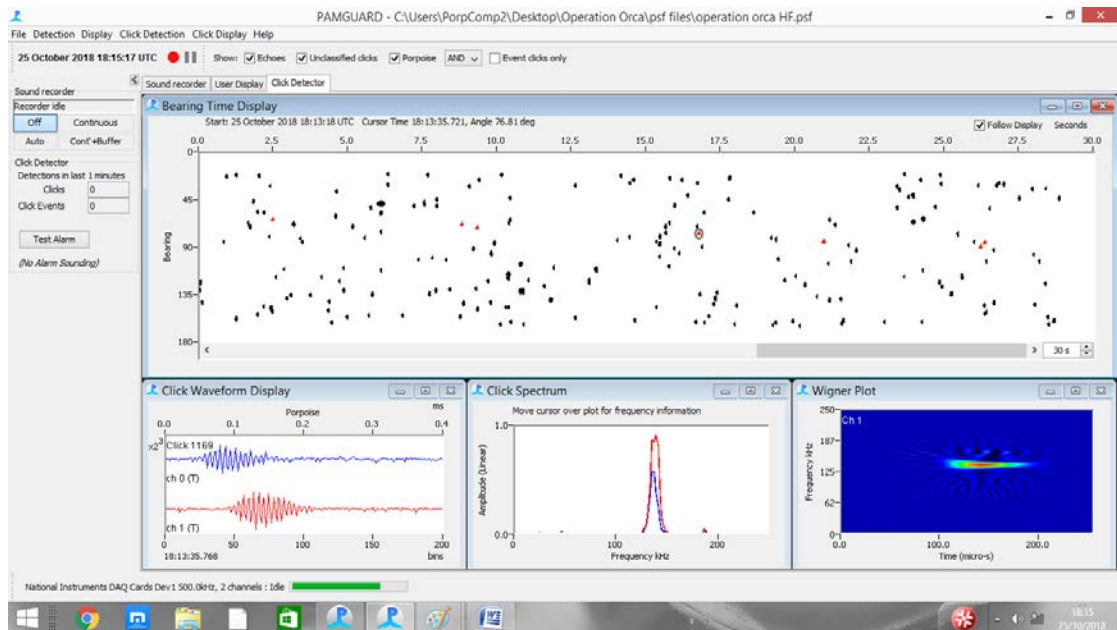 PAMGUARD - C:\Users\PorpComp2\Desktop\Operation Orca\psf files\operation orca HF.psf
File Detection Display Click Detection Click Display Help
25 October 2018 18:15:17 UTC Show: Echoes Unclassified clicks Porpoise AND Event clicks only
Sound recorder
Recorder idle
Off Continuous
Auto Cont'+Buffer
Click Detector
Detections in last 1 minutes
Clicks 0
Click Events 0
Test Alarm
(No Alarm Sounding)
Sound recorder User Display Click Detector
Bearing Time Display
Start: 25 October 2018 18:13:18 UTC Cursor Time 18:13:35.721, Angle 76.81 deg Follow Display Seconds
0.0 2.5 5.0 7.5 10.0 12.5 15.0 17.5 20.0 22.5 25.0 27.5 30.0
0
45
90
135
180
Bearing
30 s
Click Waveform Display
Porpoise ms
0.0 0.1 0.2 0.3 0.4
x2³ Click 1169
ch 0 (T)
ch 1 (T)
0 50 100 150 200
18:13:35.768 bins
Click Spectrum
Move cursor over plot for frequency information
1.0
Amplitude (Linear)
0.0
0 100 200
Frequency kHz
Wigner Plot
Ch 1
250
187
125
62
0
Frequency kHz
0.0 100.0 200.0
Time (micro-s)
National Instruments DAQ Cards Dev1 500.0kHz, 2 channels : Idle
18:15
25/10/2018